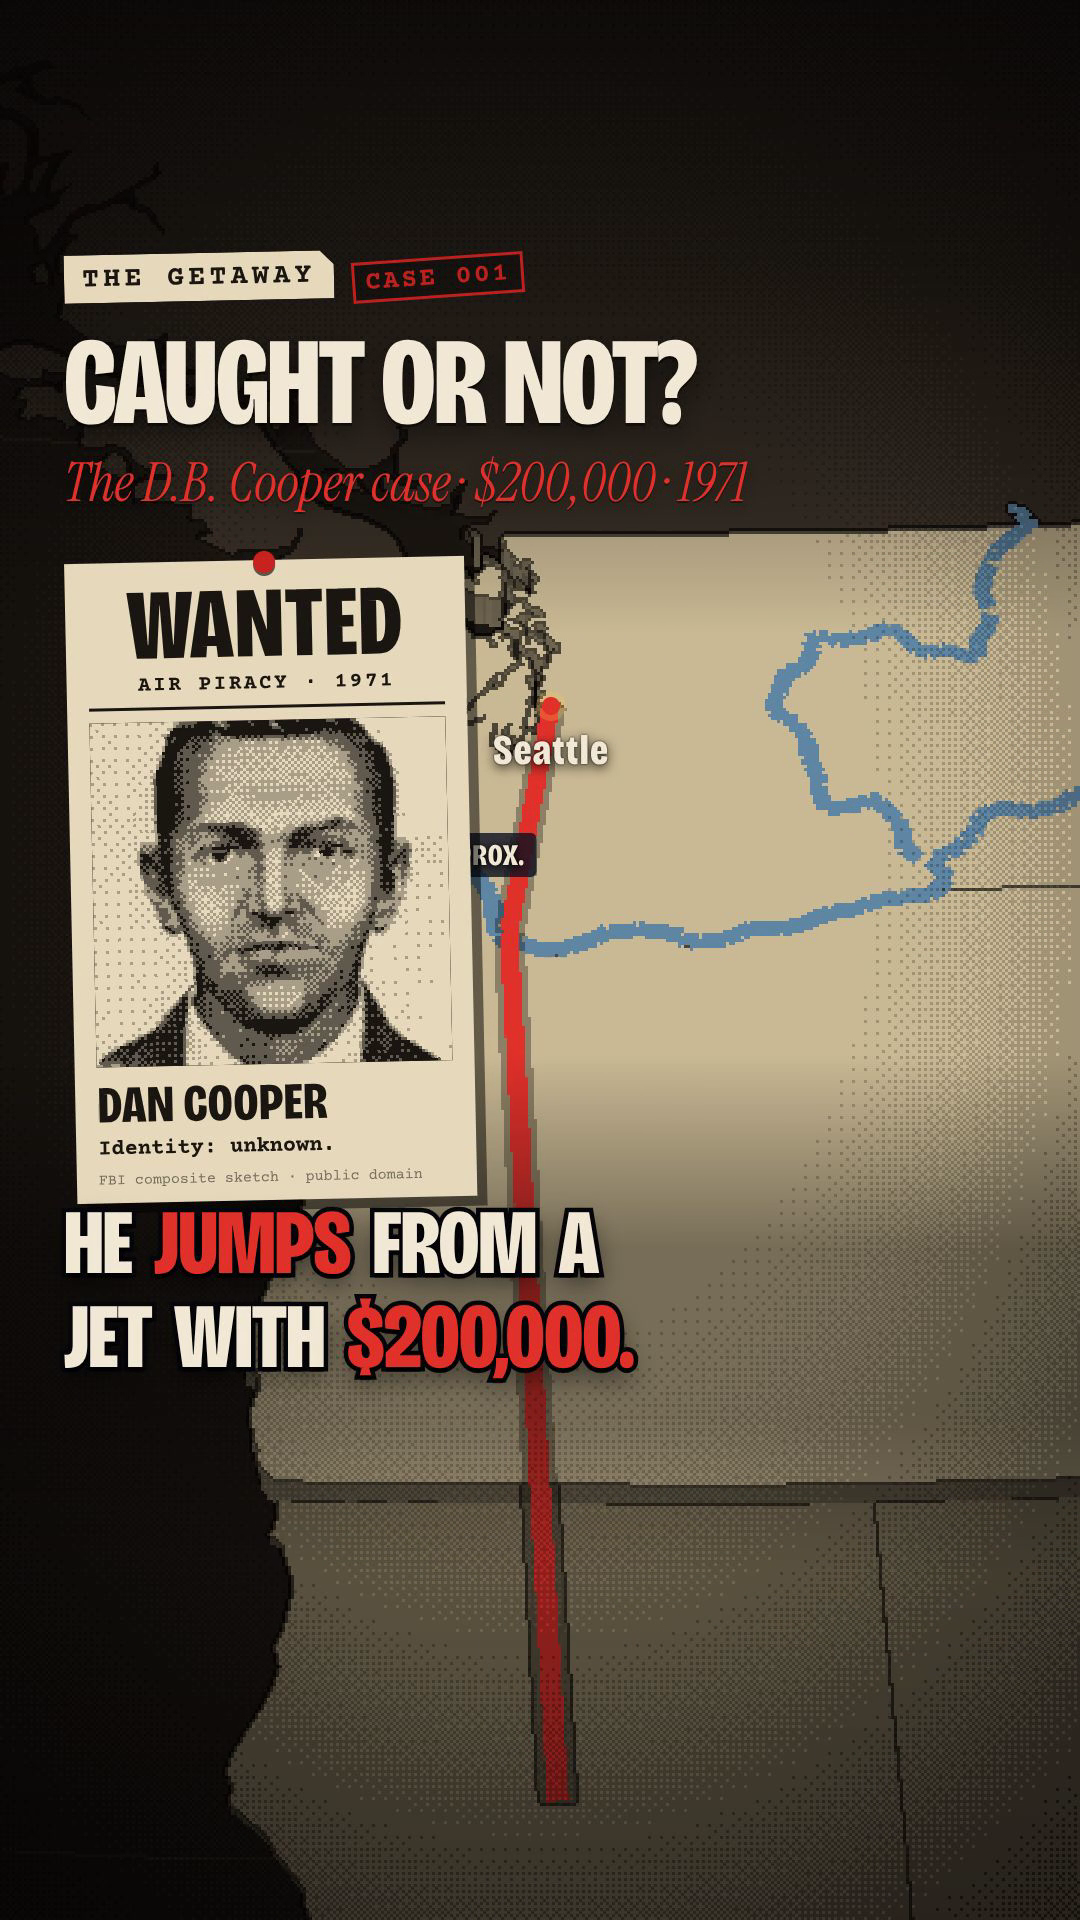 THE GETAWAY
CASE 001
CAUGHT OR NOT?
The D.B. Cooper case · $200,000 · 1971
WANTED
AIR PIRACY · 1971
Seattle
ROX.
DAN COOPER
Identity: unknown.
FBI composite sketch · public domain
HE JUMPS FROM A
JET WITH $200,000.